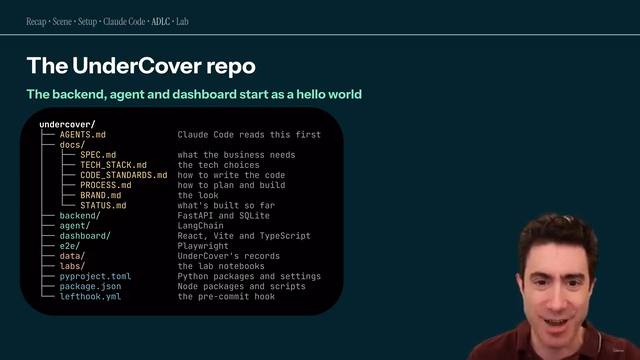 Recap • Scene • Setup • Claude Code • ADLC • Lab
The UnderCover repo
The backend, agent and dashboard start as a hello world
undercover/
├── AGENTS.md Claude Code reads this first
├── docs/
│ ├── SPEC.md what the business needs
│ ├── TECH_STACK.md the tech choices
│ ├── CODE_STANDARDS.md how to write the code
│ ├── PROCESS.md how to plan and build
│ ├── BRAND.md the look
│ └── STATUS.md what's built so far
├── backend/ FastAPI and SQLite
├── agent/ LangChain
├── dashboard/ React, Vite and TypeScript
├── e2e/ Playwright
├── data/ UnderCover's records
├── labs/ the lab notebooks
├── pyproject.toml Python packages and settings
├── package.json Node packages and scripts
└── lefthook.yml the pre-commit hook